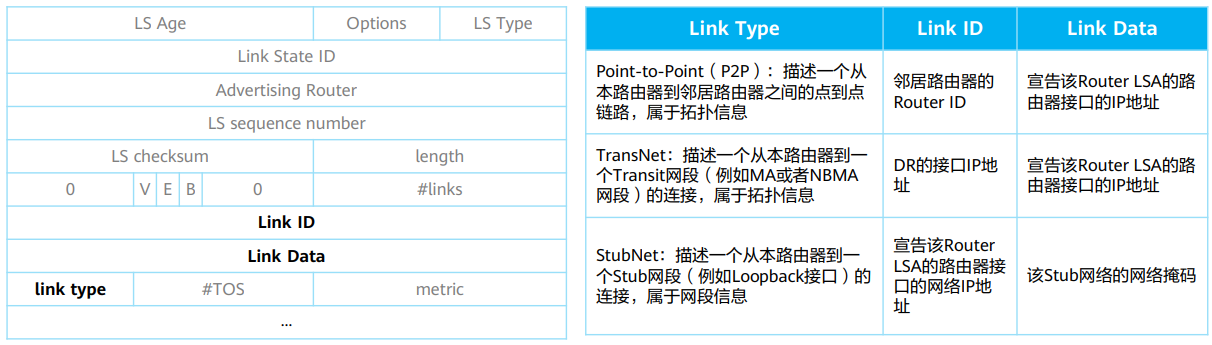 LS Age Options LS Type
Link State ID
Advertising Router
LS sequence number
LS checksum length
0 V E B 0 #links
Link ID
Link Data
link type #TOS metric
...
Link Type Link ID Link Data
Point-to-Point（P2P）：描述一个从
本路由器到邻居路由器之间的点到点
链路，属于拓扑信息
邻居路由器的
Router ID
宣告该Router LSA的路
由器接口的IP地址
TransNet：描述一个从本路由器到一
个Transit网段（例如MA或者NBMA
网段）的连接，属于拓扑信息
DR的接口IP地
址
宣告该Router LSA的路
由器接口的IP地址
StubNet：描述一个从本路由器到一
个Stub网段（例如Loopback接口）的
连接，属于网段信息
宣告该Router
LSA的路由器接
口的网络IP地
址
该Stub网络的网络掩码